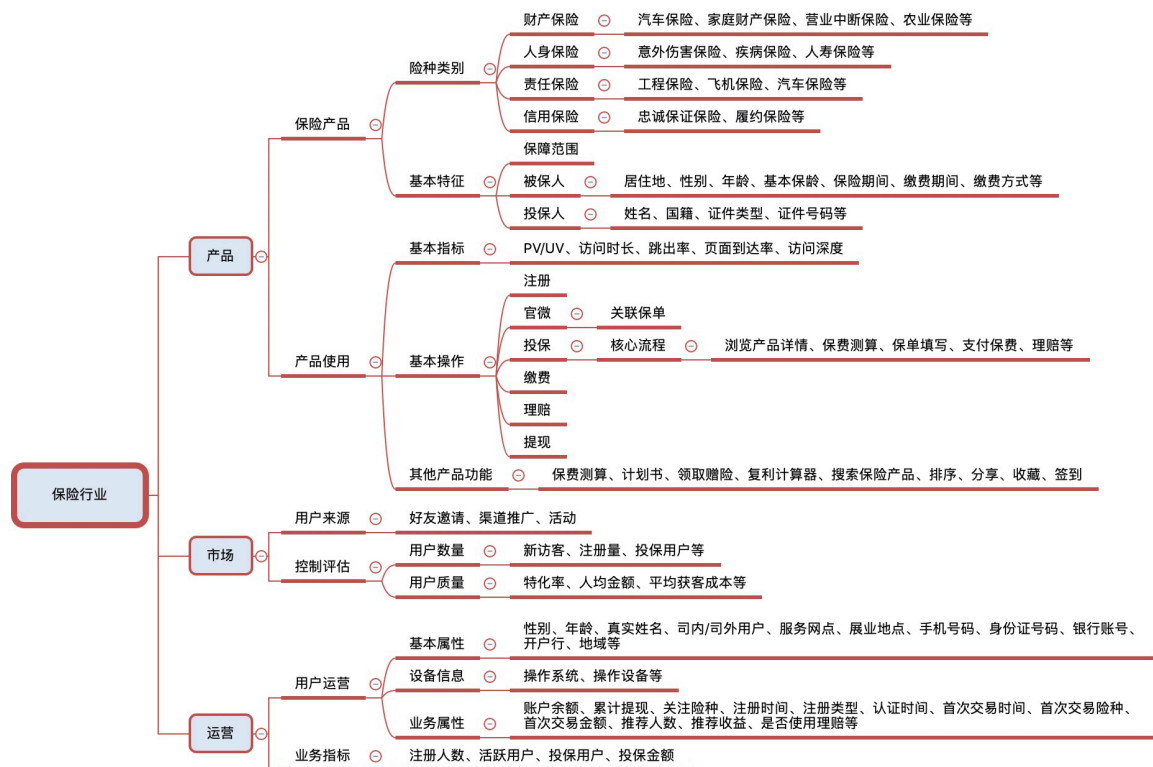 保险行业
产品
保险产品
险种类别
财产保险
汽车保险、家庭财产保险、营业中断保险、农业保险等
人身保险
意外伤害保险、疾病保险、人寿保险等
责任保险
工程保险、飞机保险、汽车保险等
信用保险
忠诚保证保险、履约保险等
基本特征
保障范围
被保人
居住地、性别、年龄、基本保龄、保险期间、缴费期间、缴费方式等
投保人
姓名、国籍、证件类型、证件号码等
产品使用
基本指标
PV/UV、访问时长、跳出率、页面到达率、访问深度
基本操作
注册
官微
关联保单
投保
核心流程
浏览产品详情、保费测算、保单填写、支付保费、理赔等
缴费
理赔
提现
其他产品功能
保费测算、计划书、领取赠险、复利计算器、搜索保险产品、排序、分享、收藏、签到
市场
用户来源
好友邀请、渠道推广、活动
控制评估
用户数量
新访客、注册量、投保用户等
用户质量
特化率、人均金额、平均获客成本等
运营
用户运营
基本属性
性别、年龄、真实姓名、司内/司外用户、服务网点、展业地点、手机号码、身份证号码、银行账号、
开户行、地域等
设备信息
操作系统、操作设备等
业务属性
账户余额、累计提现、关注险种、注册时间、注册类型、认证时间、首次交易时间、首次交易险种、
首次交易金额、推荐人数、推荐收益、是否使用理赔等
业务指标
注册人数、活跃用户、投保用户、投保金额